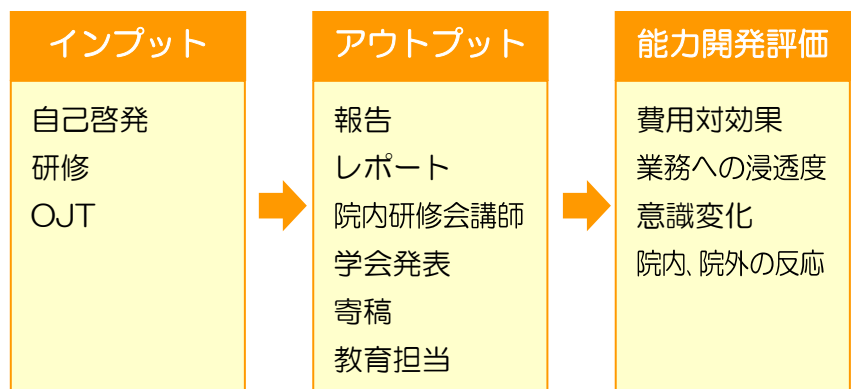 インプット
自己啓発
研修
OJT
アウトプット
報告
レポート
院内研修会講師
学会発表
寄稿
教育担当
能力開発評価
費用対効果
業務への浸透度
意識変化
院内、院外の反応